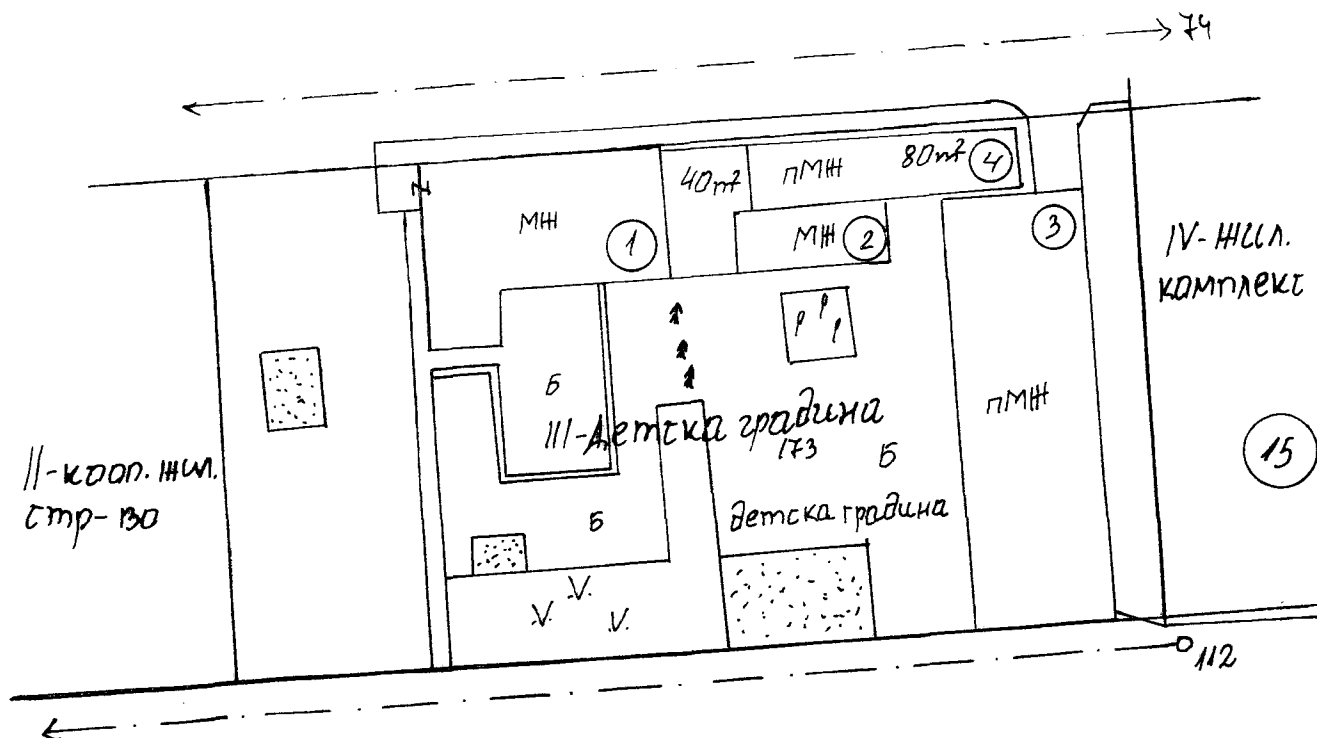 74
40m² пМЖ 80m² 4
МЖ 1
МЖ 2
3
IV-ЖИЛ.
комплекс
Б
пМЖ
III-Детска градина
173
Б
15
II-кооп. жил.
стр-во
Б
детска градина
112